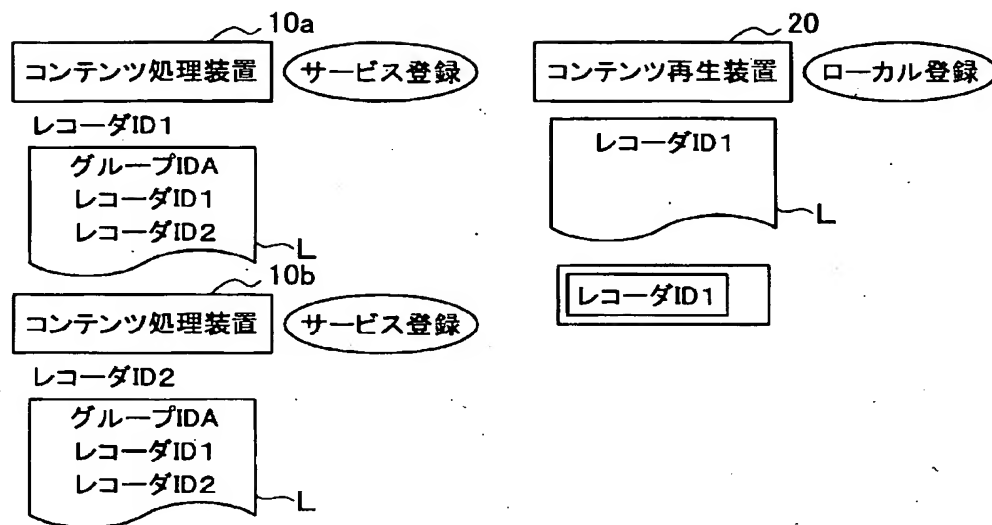 10a
コンテンツ処理装置 サービス登録
レコーダID1
グループIDA
レコーダID1
レコーダID2
L
10b
コンテンツ処理装置 サービス登録
レコーダID2
グループIDA
レコーダID1
レコーダID2
L
20
コンテンツ再生装置 ローカル登録
レコーダID1
L
レコーダID1